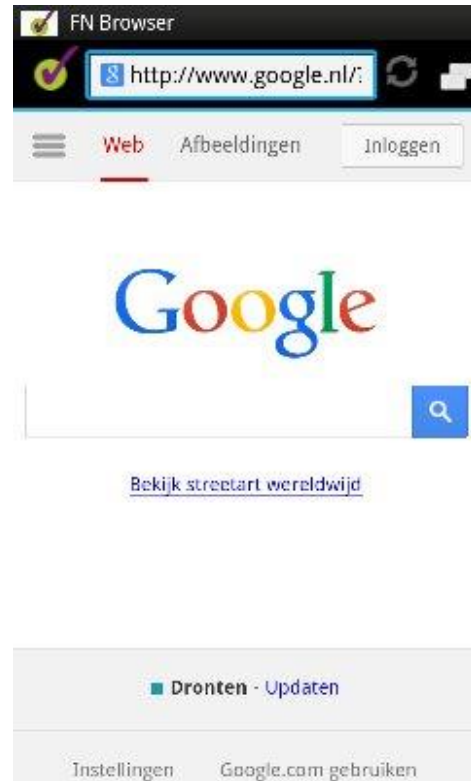 FN Browser
8 http://www.google.nl/?
Web Afbeeldingen Inloggen
Google
Bekijk streetart wereldwijd
Dronten - Updaten
Instellingen Google.com gebruiken